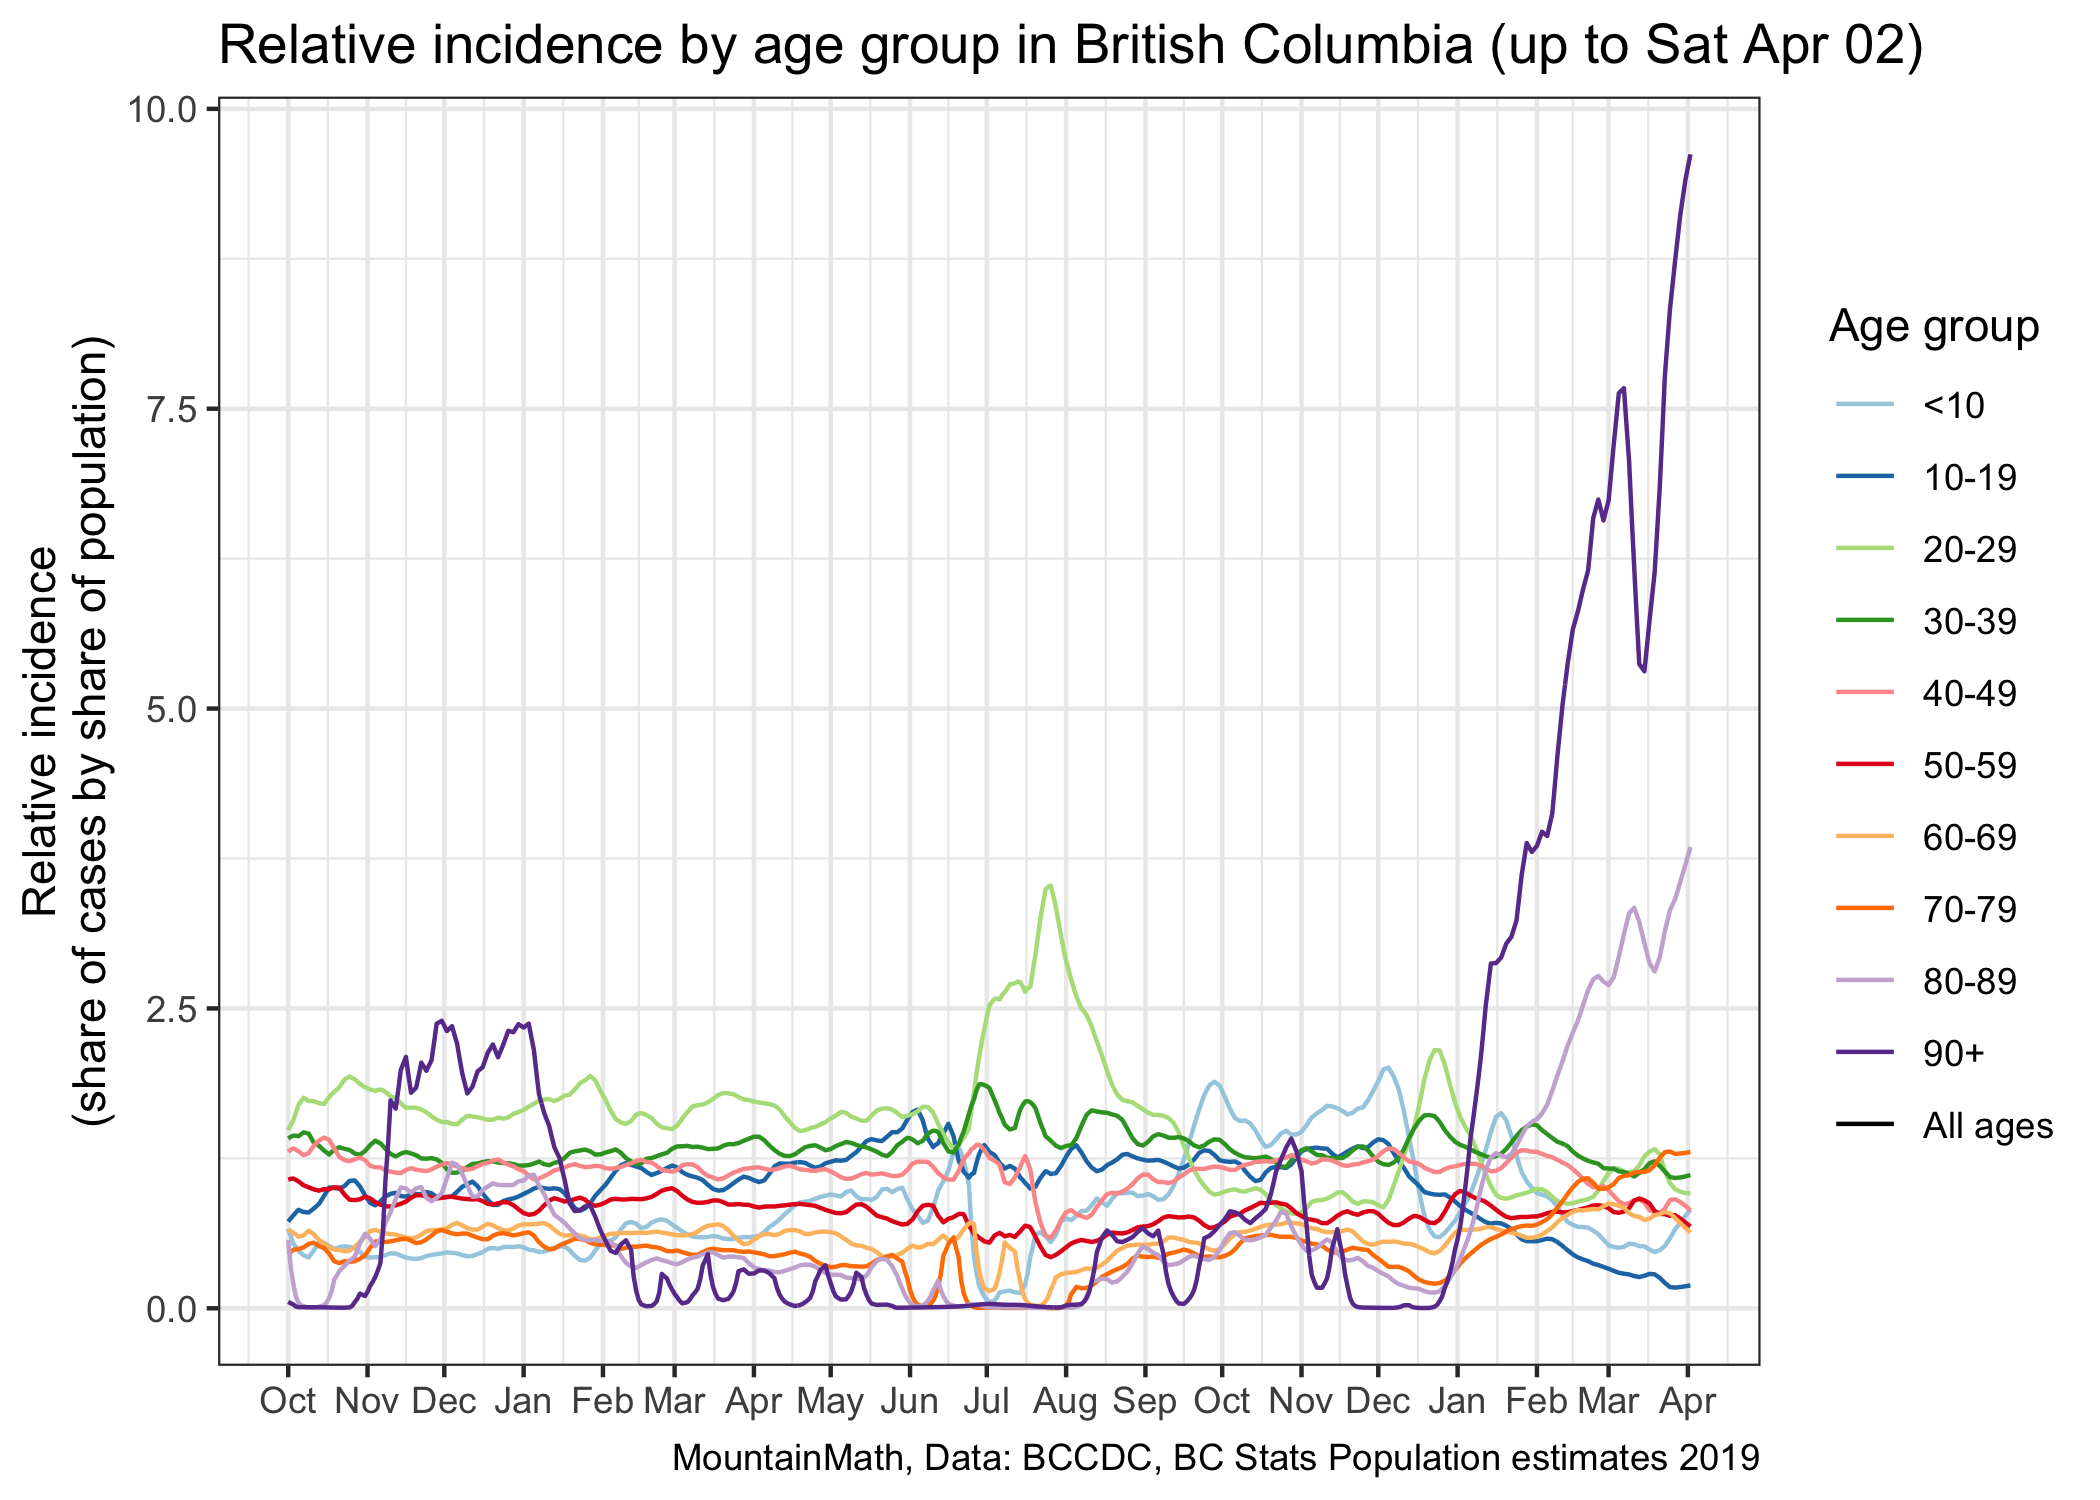 Relative incidence by age group in British Columbia (up to Sat Apr 02)
Relative incidence
(share of cases by share of population)
10.0
7.5
5.0
2.5
0.0
Oct Nov Dec Jan Feb Mar Apr May Jun Jul Aug Sep Oct Nov Dec Jan Feb Mar Apr
Age group
<10
10-19
20-29
30-39
40-49
50-59
60-69
70-79
80-89
90+
All ages
MountainMath, Data: BCCDC, BC Stats Population estimates 2019